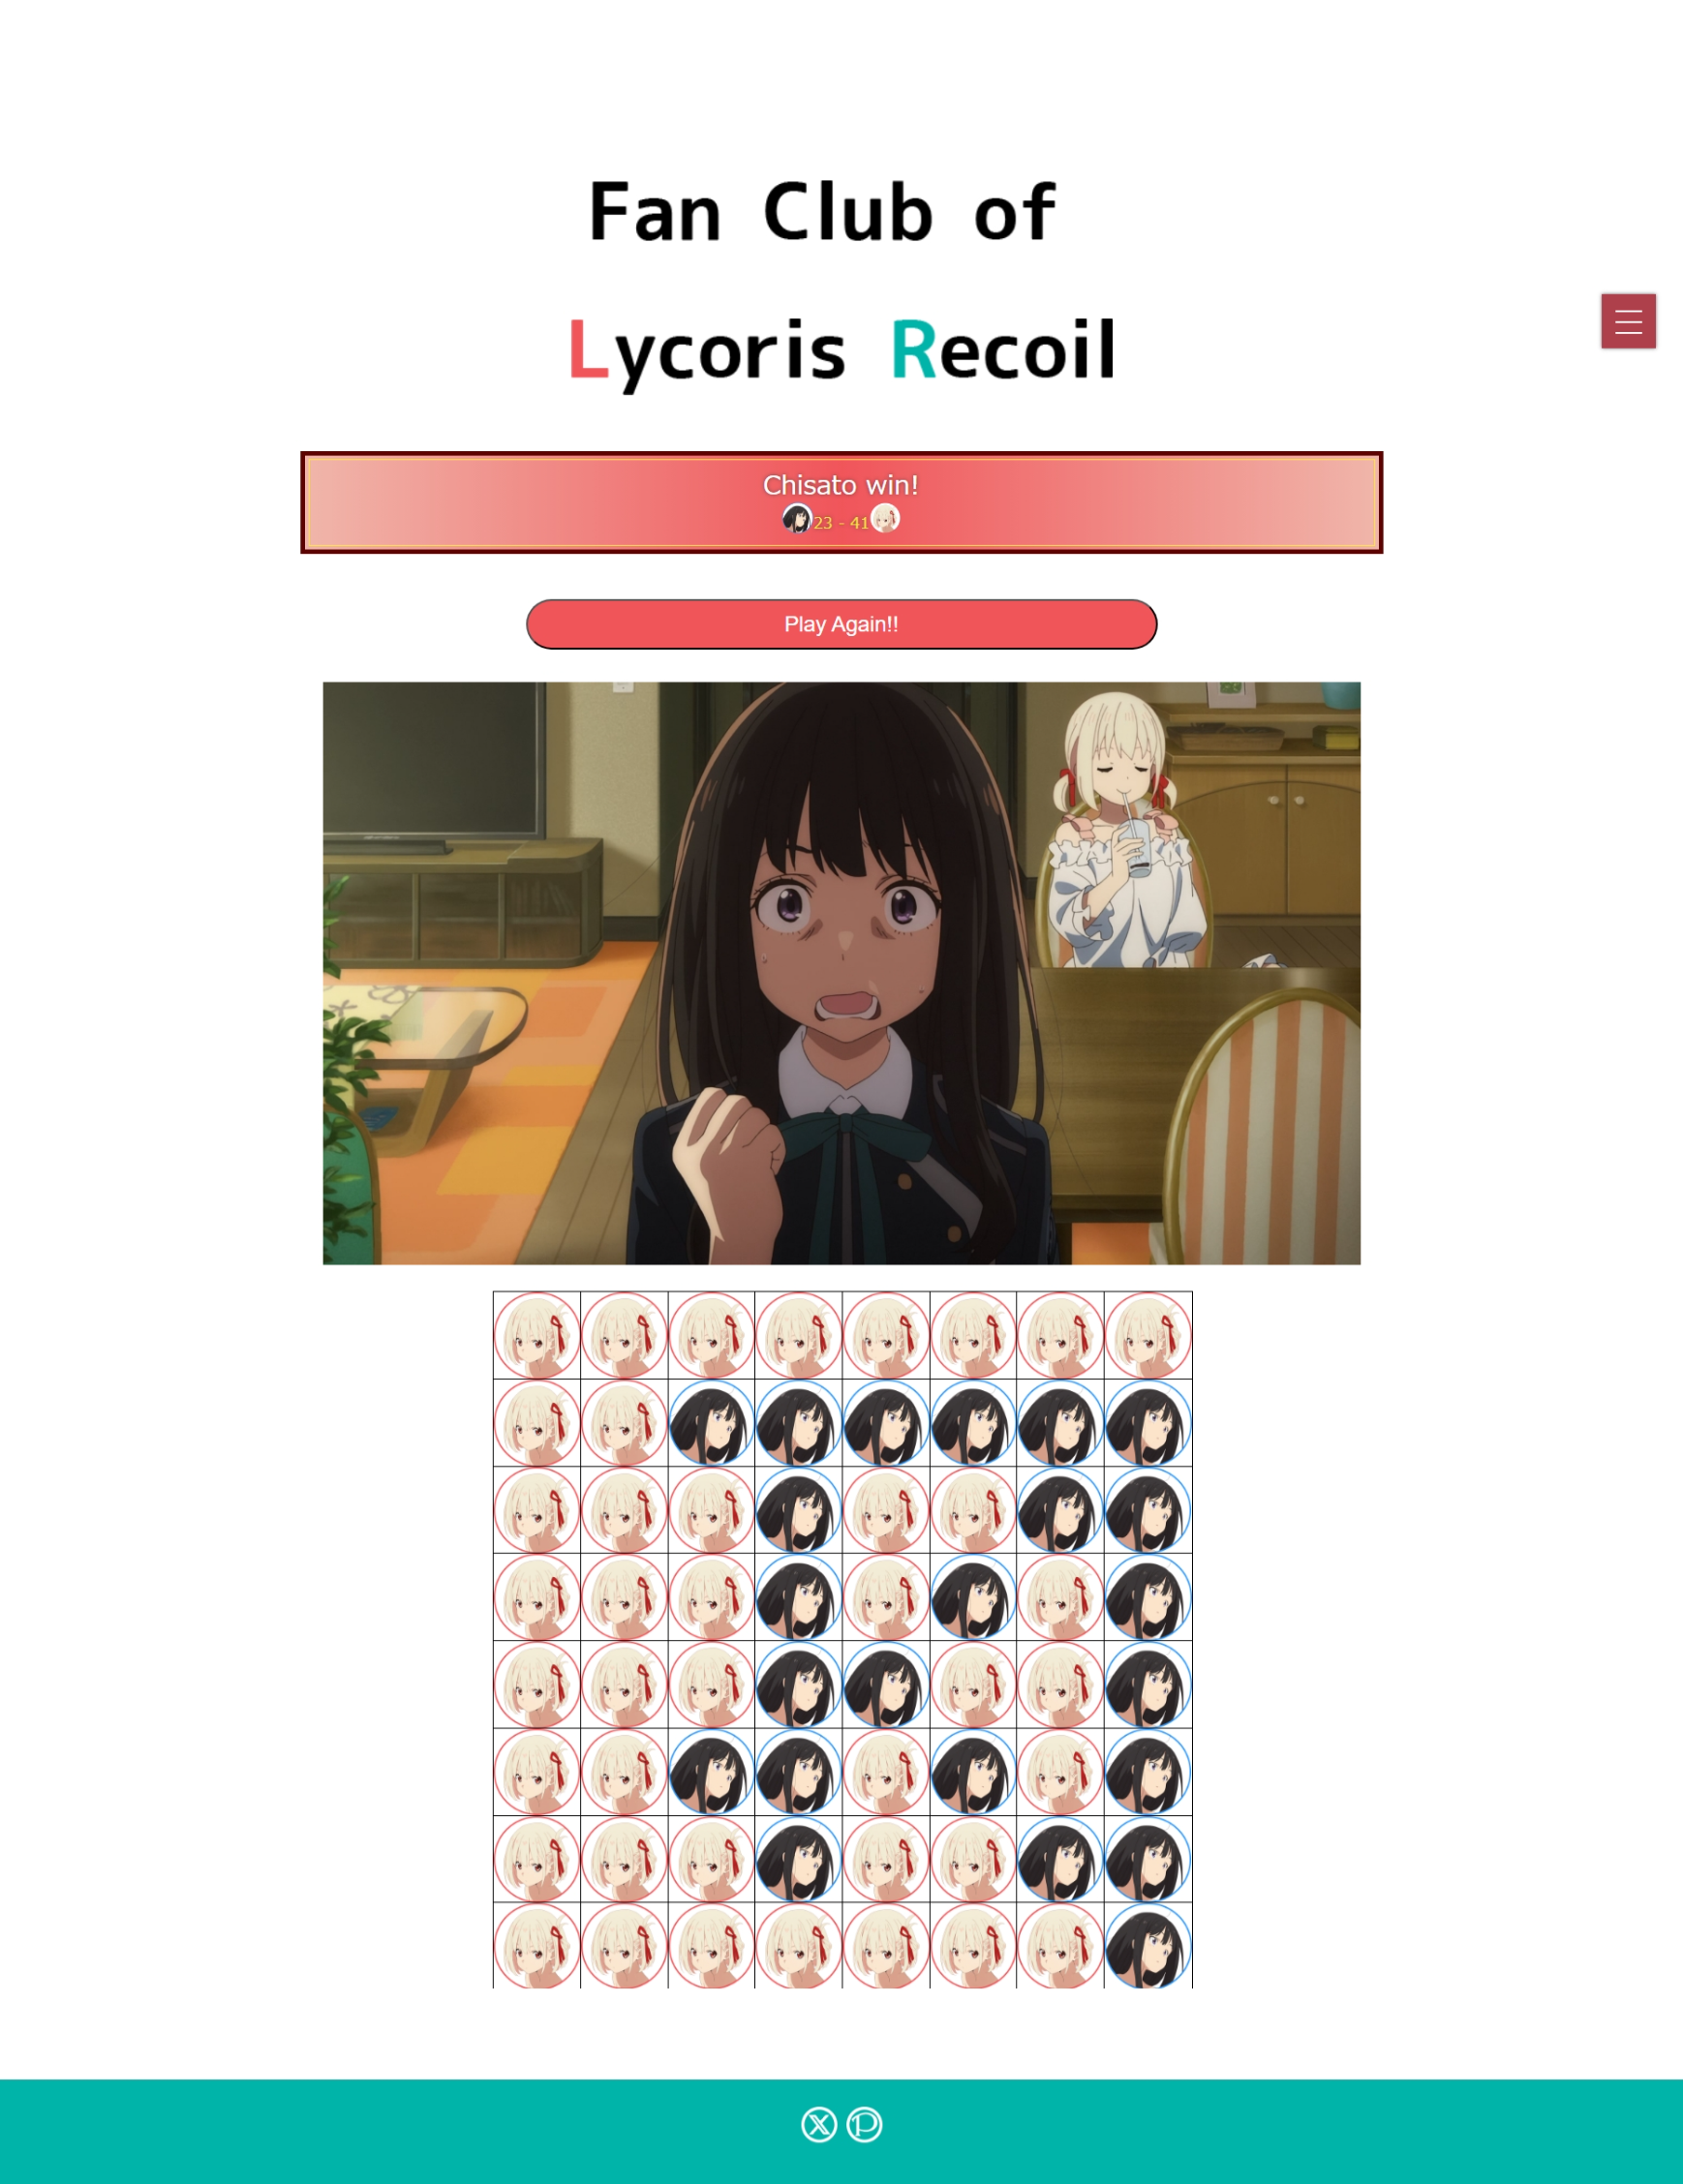 Fan Club of
Lycoris Recoil
Chisato win!
23 - 41
Play Again!!